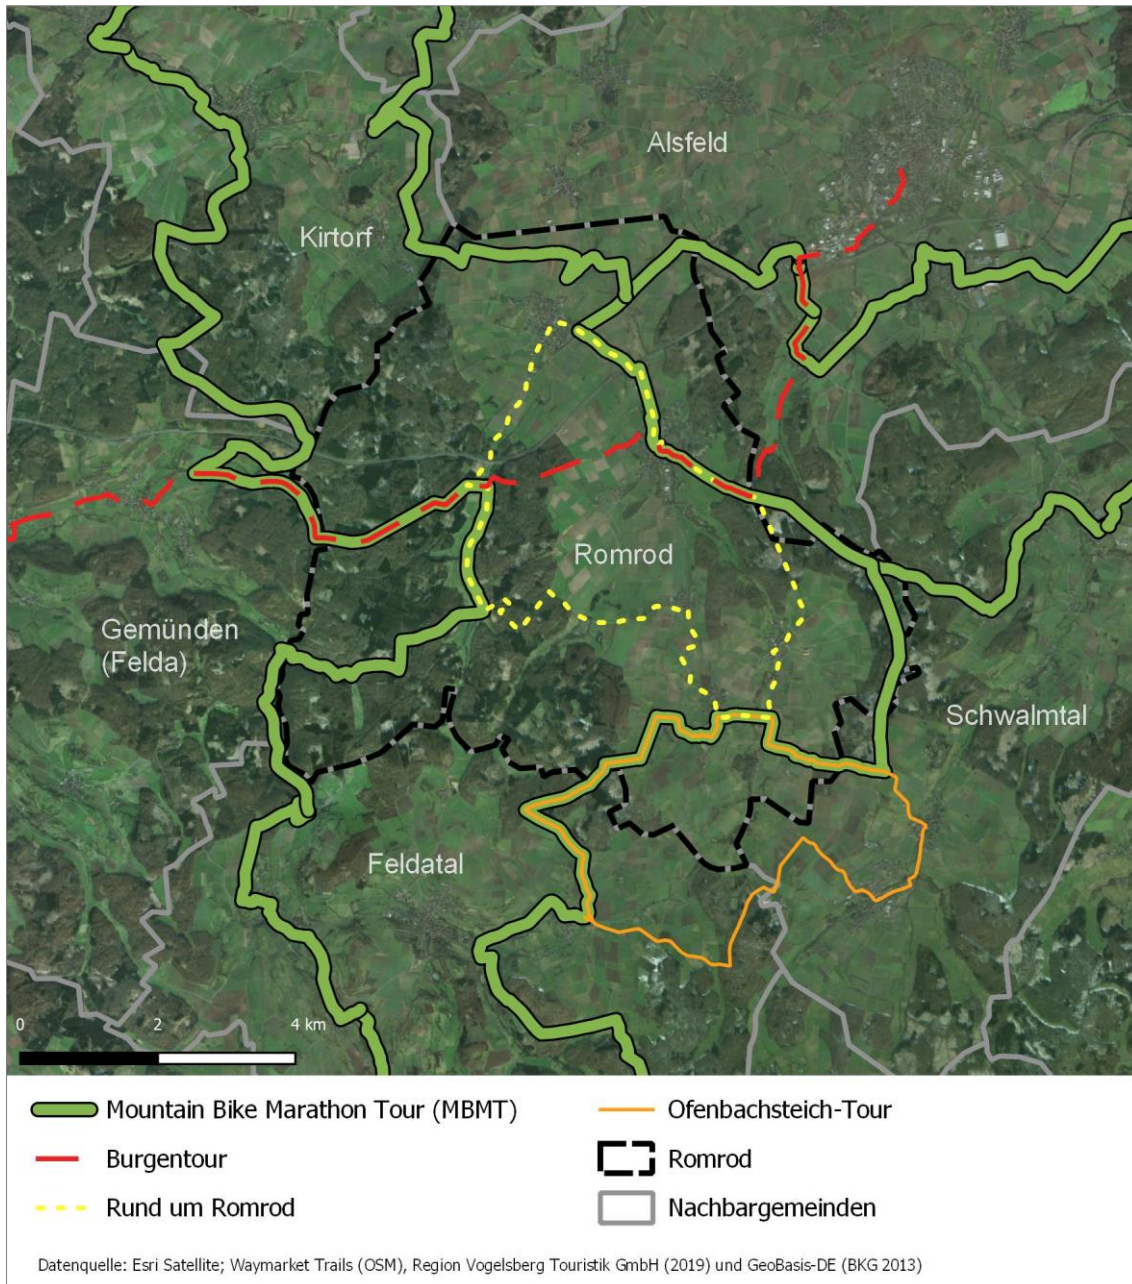 Alsfeld
Kirtorf
Romrod
Gemünden
(Felda)
Schwalmtal
Feldatal
0 2 4 km
Mountain Bike Marathon Tour (MBMT)
Burgentour
Rund um Romrod
Ofenbachsteich-Tour
Romrod
Nachbargemeinden
Datenquelle: Esri Satellite; Waymarket Trails (OSM), Region Vogelsberg Touristik GmbH (2019) und GeoBasis-DE (BKG 2013)